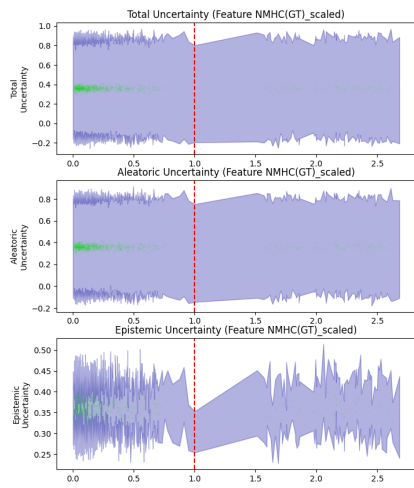 Total Uncertainty (Feature NMHC(GT)_scaled)
Total
Uncertainty
1.0
0.8
0.6
0.4
0.2
0.0
−0.2
0.0 0.5 1.0 1.5 2.0 2.5
Aleatoric Uncertainty (Feature NMHC(GT)_scaled)
Aleatoric
Uncertainty
0.8
0.6
0.4
0.2
0.0
−0.2
0.0 0.5 1.0 1.5 2.0 2.5
Epistemic Uncertainty (Feature NMHC(GT)_scaled)
Epistemic
Uncertainty
0.50
0.45
0.40
0.35
0.30
0.25
0.0 0.5 1.0 1.5 2.0 2.5